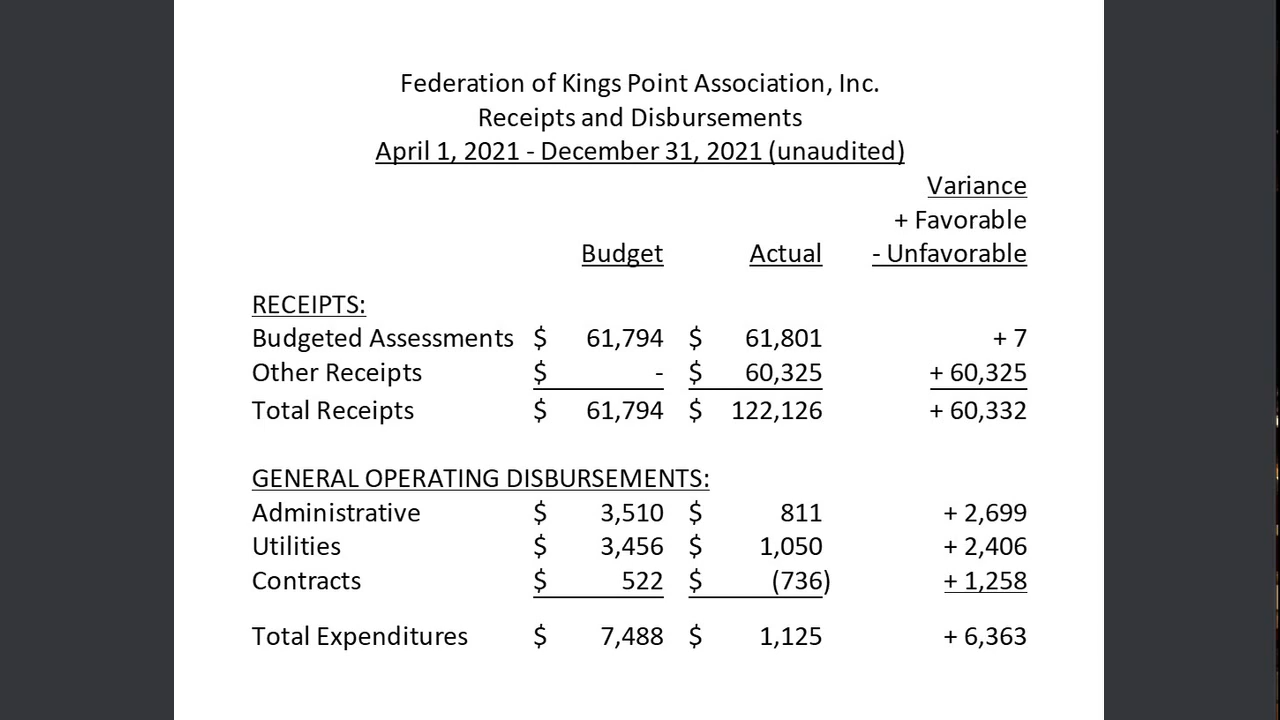 Federation of Kings Point Association, Inc.
Receipts and Disbursements
April 1, 2021 - December 31, 2021 (unaudited)
Variance
+ Favorable
Budget Actual - Unfavorable
RECEIPTS:
Budgeted Assessments $ 61,794 $ 61,801 + 7
Other Receipts $ - $ 60,325 + 60,325
Total Receipts $ 61,794 $ 122,126 + 60,332
GENERAL OPERATING DISBURSEMENTS:
Administrative $ 3,510 $ 811 + 2,699
Utilities $ 3,456 $ 1,050 + 2,406
Contracts $ 522 $ (736) + 1,258
Total Expenditures $ 7,488 $ 1,125 + 6,363